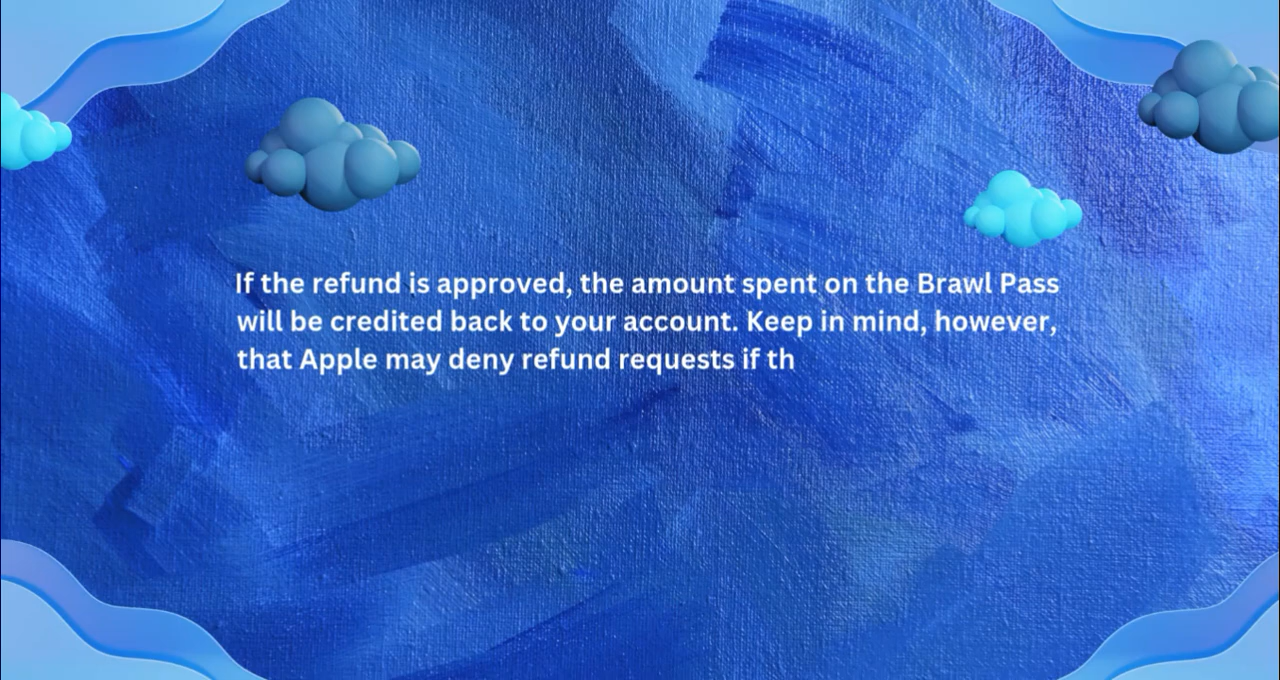 If the refund is approved, the amount spent on the Brawl Pass
will be credited back to your account. Keep in mind, however,
that Apple may deny refund requests if th